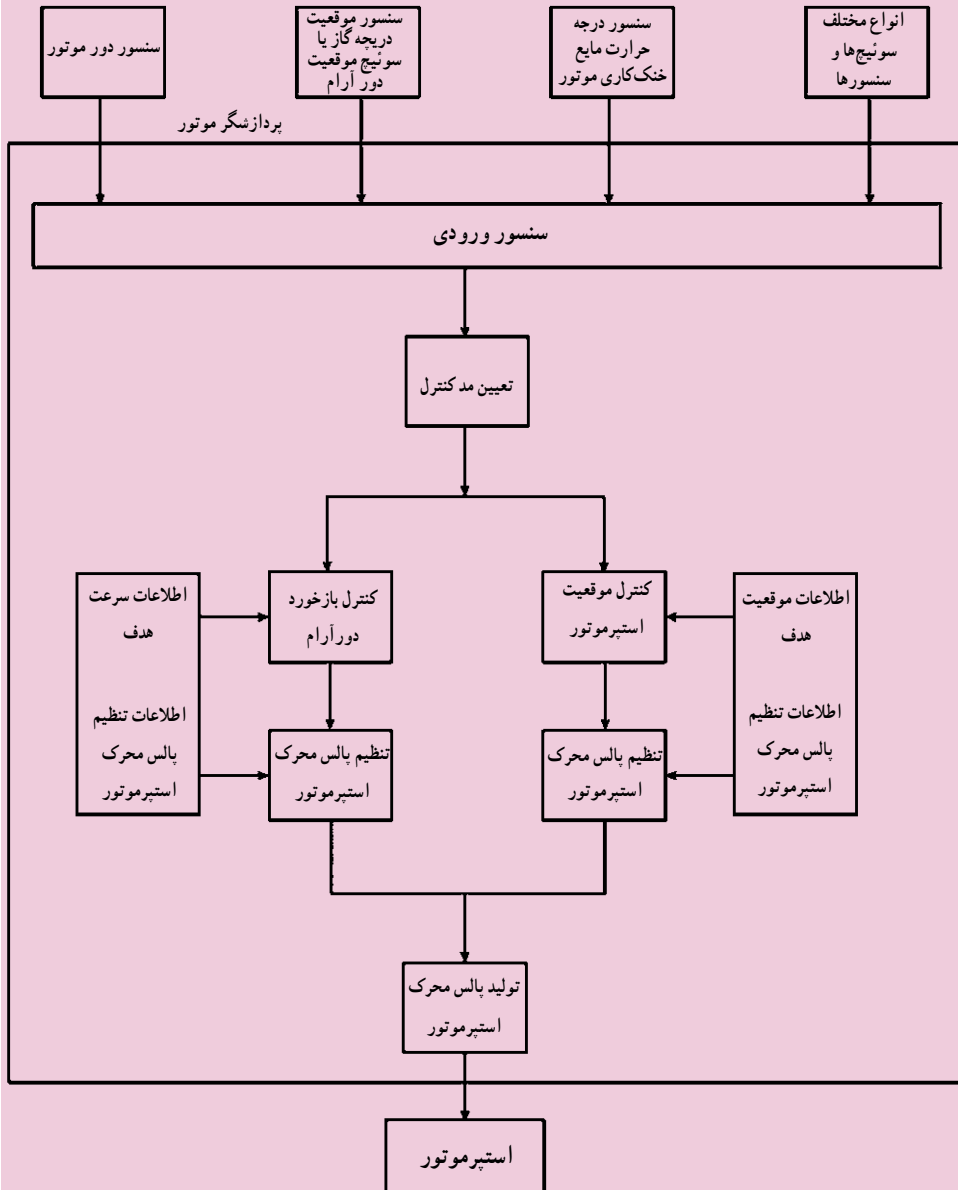 انواع مختلف
سوئیچ‌ها و
سنسورها
سنسور درجه
حرارت مایع
خنک‌کاری موتور
سنسور موقعیت
دریچه گاز یا
سوئیچ موقعیت
دور آرام
سنسور دور موتور
پردازشگر موتور
سنسور ورودی
تعیین مد کنترل
اطلاعات موقعیت
هدف
اطلاعات تنظیم
پالس محرک
استپرموتور
کنترل موقعیت
استپرموتور
تنظیم پالس محرک
استپرموتور
کنترل بازخورد
دورآرام
تنظیم پالس محرک
استپرموتور
اطلاعات سرعت
هدف
اطلاعات تنظیم
پالس محرک
استپرموتور
تولید پالس محرک
استپرموتور
استپرموتور